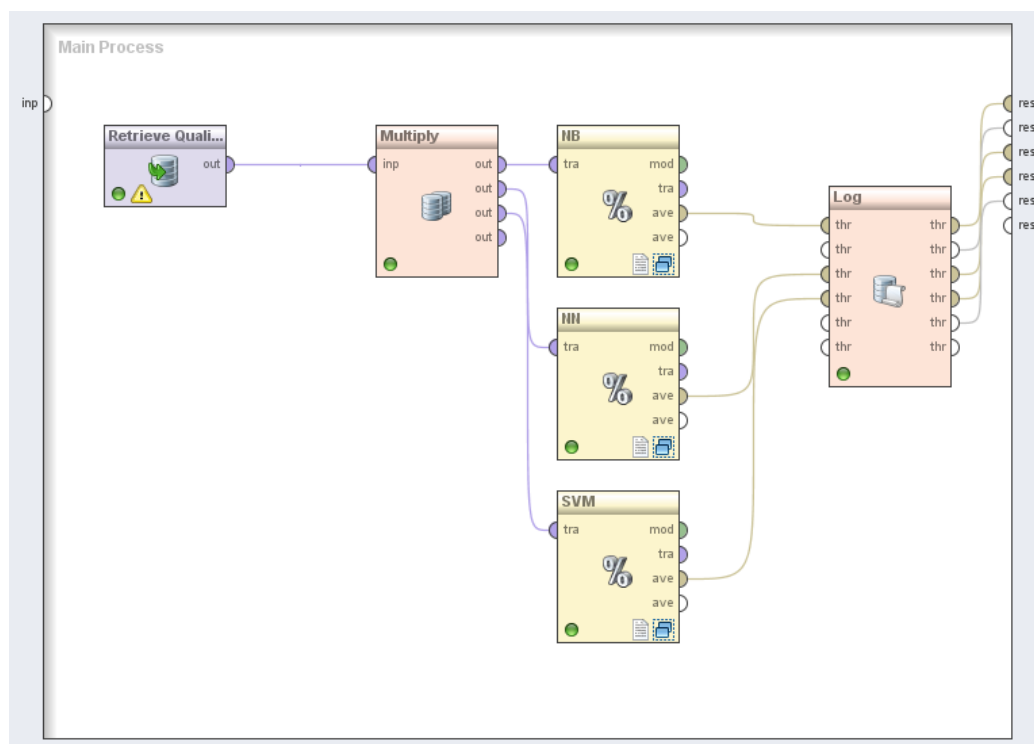 Main Process
inp
Retrieve Quali...
out
Multiply
inp
out
out
out
out
NB
tra
mod
tra
ave
ave
NN
tra
mod
tra
ave
ave
SVM
tra
mod
tra
ave
ave
Log
thr
thr
thr
thr
thr
thr
thr
thr
thr
thr
thr
thr
res
res
res
res
res
res